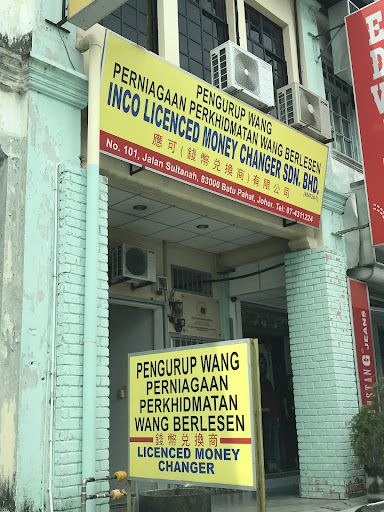 PENGURUP WANG
PERNIAGAAN PERKHIDMATAN WANG BERLESEN
INCO LICENCED MONEY CHANGER SDN. BHD.
應可(錢幣兌換商)有限公司
No. 101, Jalan Sultanah, 83000 Batu Pahat, Johor. Tel: 07-4311224
PENGURUP WANG
PERNIAGAAN
PERKHIDMATAN
WANG BERLESEN
錢幣兌換商
LICENCED MONEY
CHANGER
JEANS